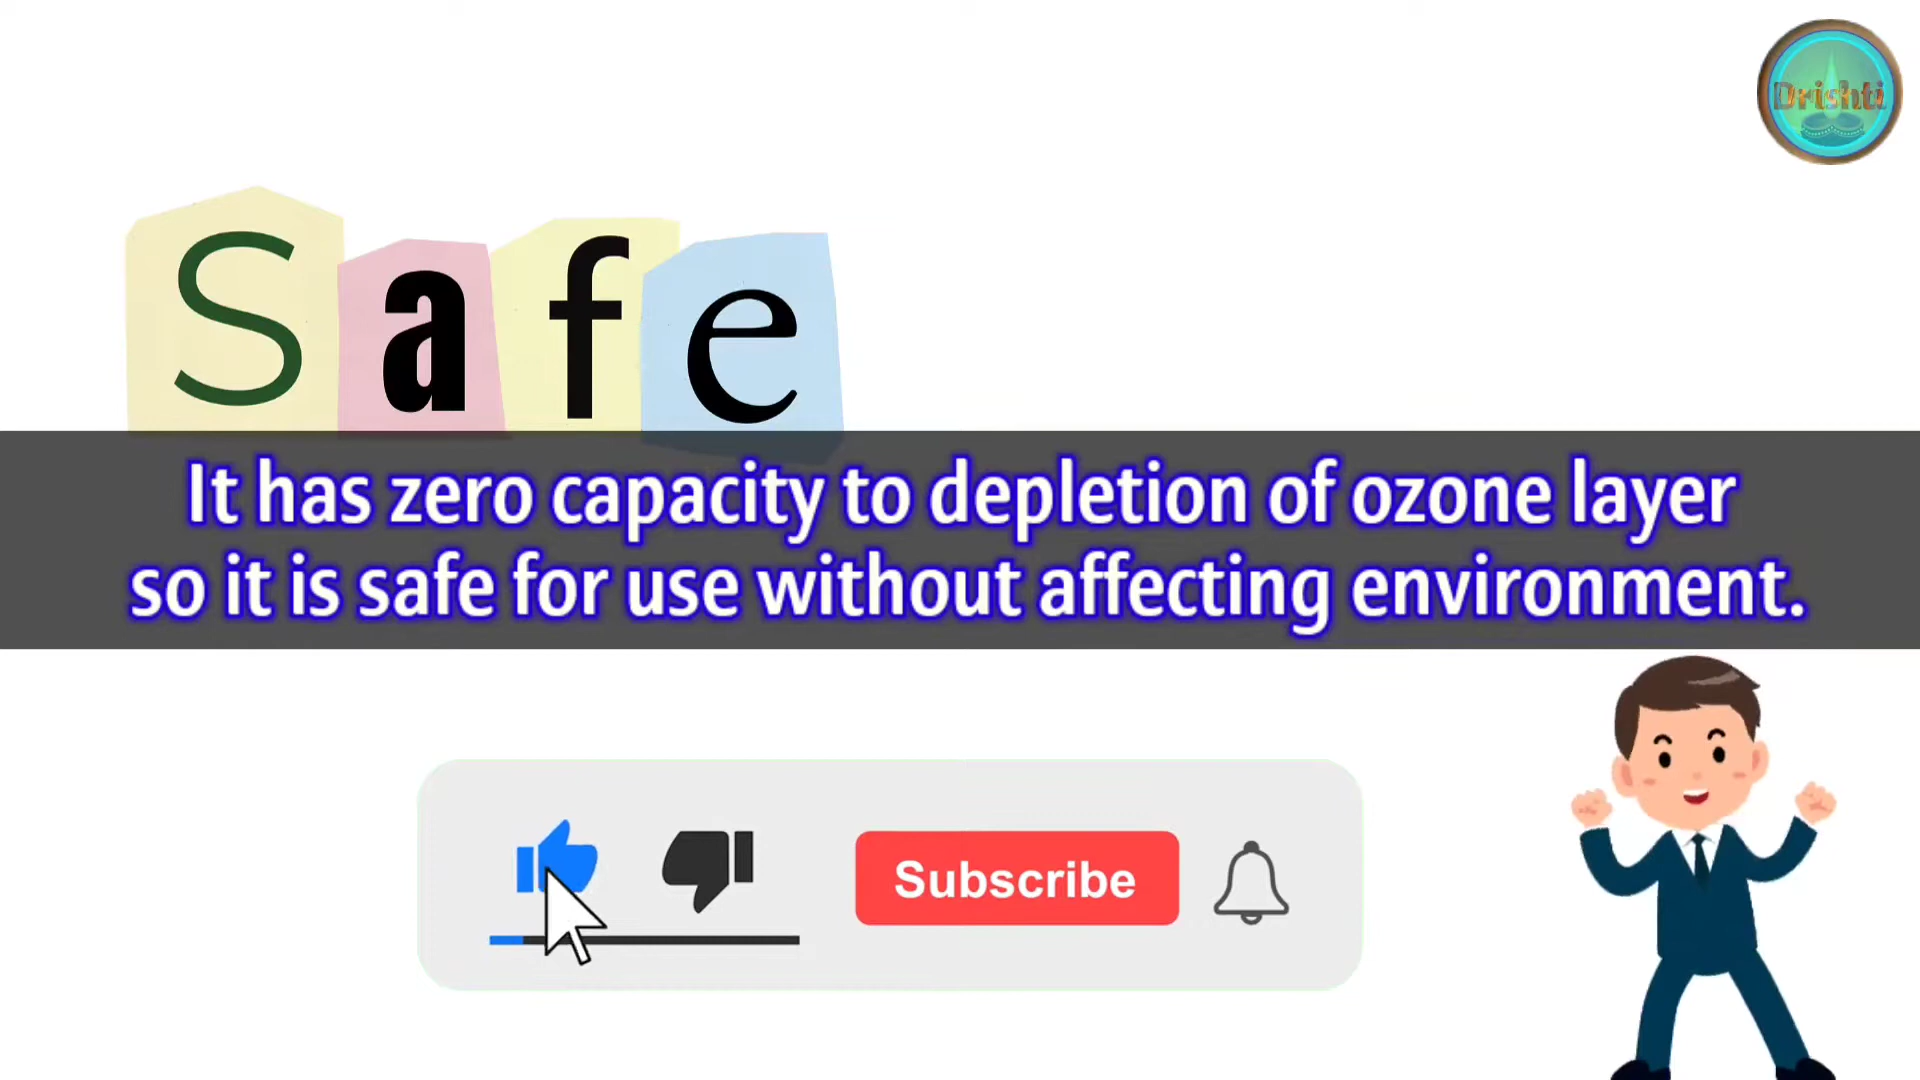 Drishti
Safe
It has zero capacity to depletion of ozone layer
so it is safe for use without affecting environment.
Subscribe